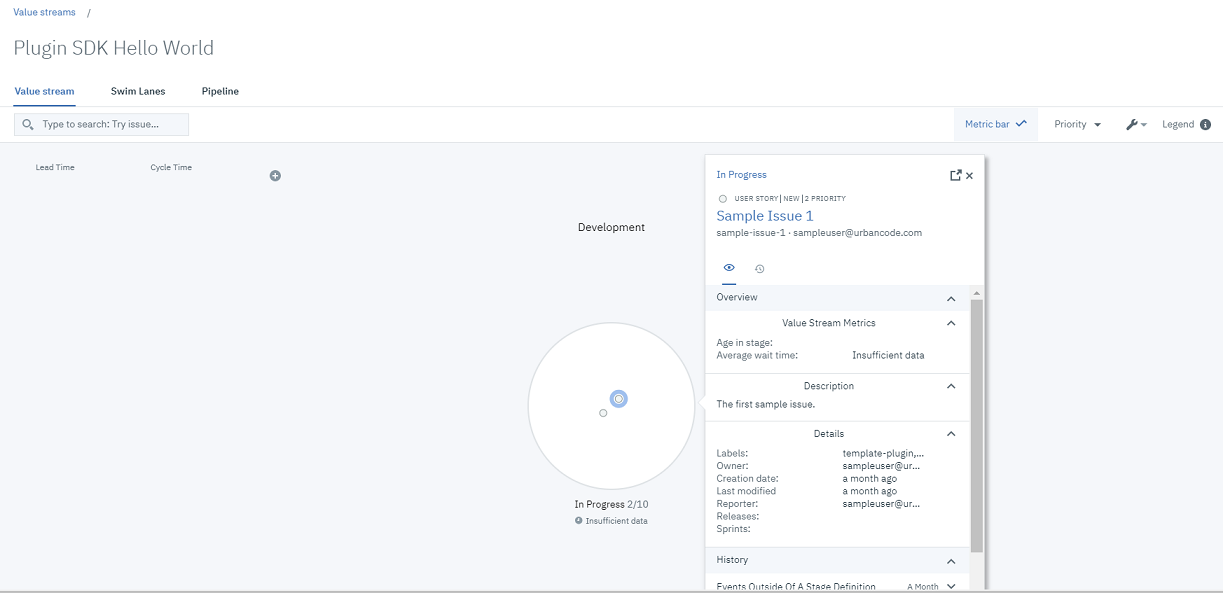 Value streams /
Plugin SDK Hello World
Value stream Swim Lanes Pipeline
Type to search: Try issue...
Metric bar Priority Legend
Lead Time Cycle Time
Development
In Progress 2/10
Insufficient data
In Progress
USER STORY | NEW | 2 PRIORITY
Sample Issue 1
sample-issue-1 · sampleuser@urbancode.com
Overview
Value Stream Metrics
Age in stage:
Average wait time: Insufficient data
Description
The first sample issue.
Details
Labels: template-plugin,...
Owner: sampleuser@ur...
Creation date: a month ago
Last modified a month ago
Reporter: sampleuser@ur...
Releases:
Sprints:
History
Events Outside Of A Stage Definition A Month